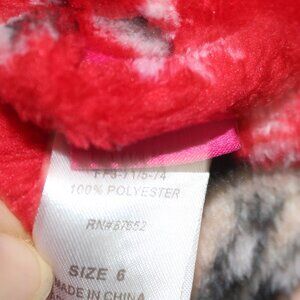 100% POLYESTER
RN#87652
SIZE 6
MADE IN CHINA